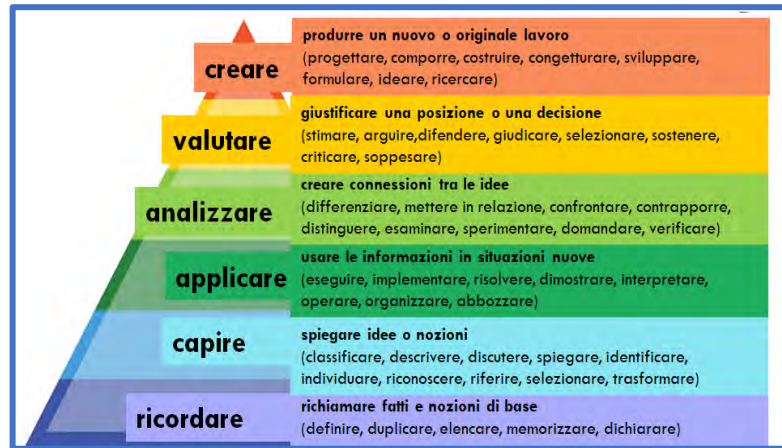 creare
produrre un nuovo o originale lavoro
(progettare, comporre, costruire, congetturare, sviluppare,
formulare, ideare, ricercare)
valutare
giustificare una posizione o una decisione
(stimare, arguire,difendere, giudicare, selezionare, sostenere,
criticare, soppesare)
analizzare
creare connessioni tra le idee
(differenziare, mettere in relazione, confrontare, contrapporre,
distinguere, esaminare, sperimentare, domandare, verificare)
applicare
usare le informazioni in situazioni nuove
(eseguire, implementare, risolvere, dimostrare, interpretare,
operare, organizzare, abbozzare)
capire
spiegare idee o nozioni
(classificare, descrivere, discutere, spiegare, identificare,
individuare, riconoscere, riferire, selezionare, trasformare)
ricordare
richiamare fatti e nozioni di base
(definire, duplicare, elencare, memorizzare, dichiarare)